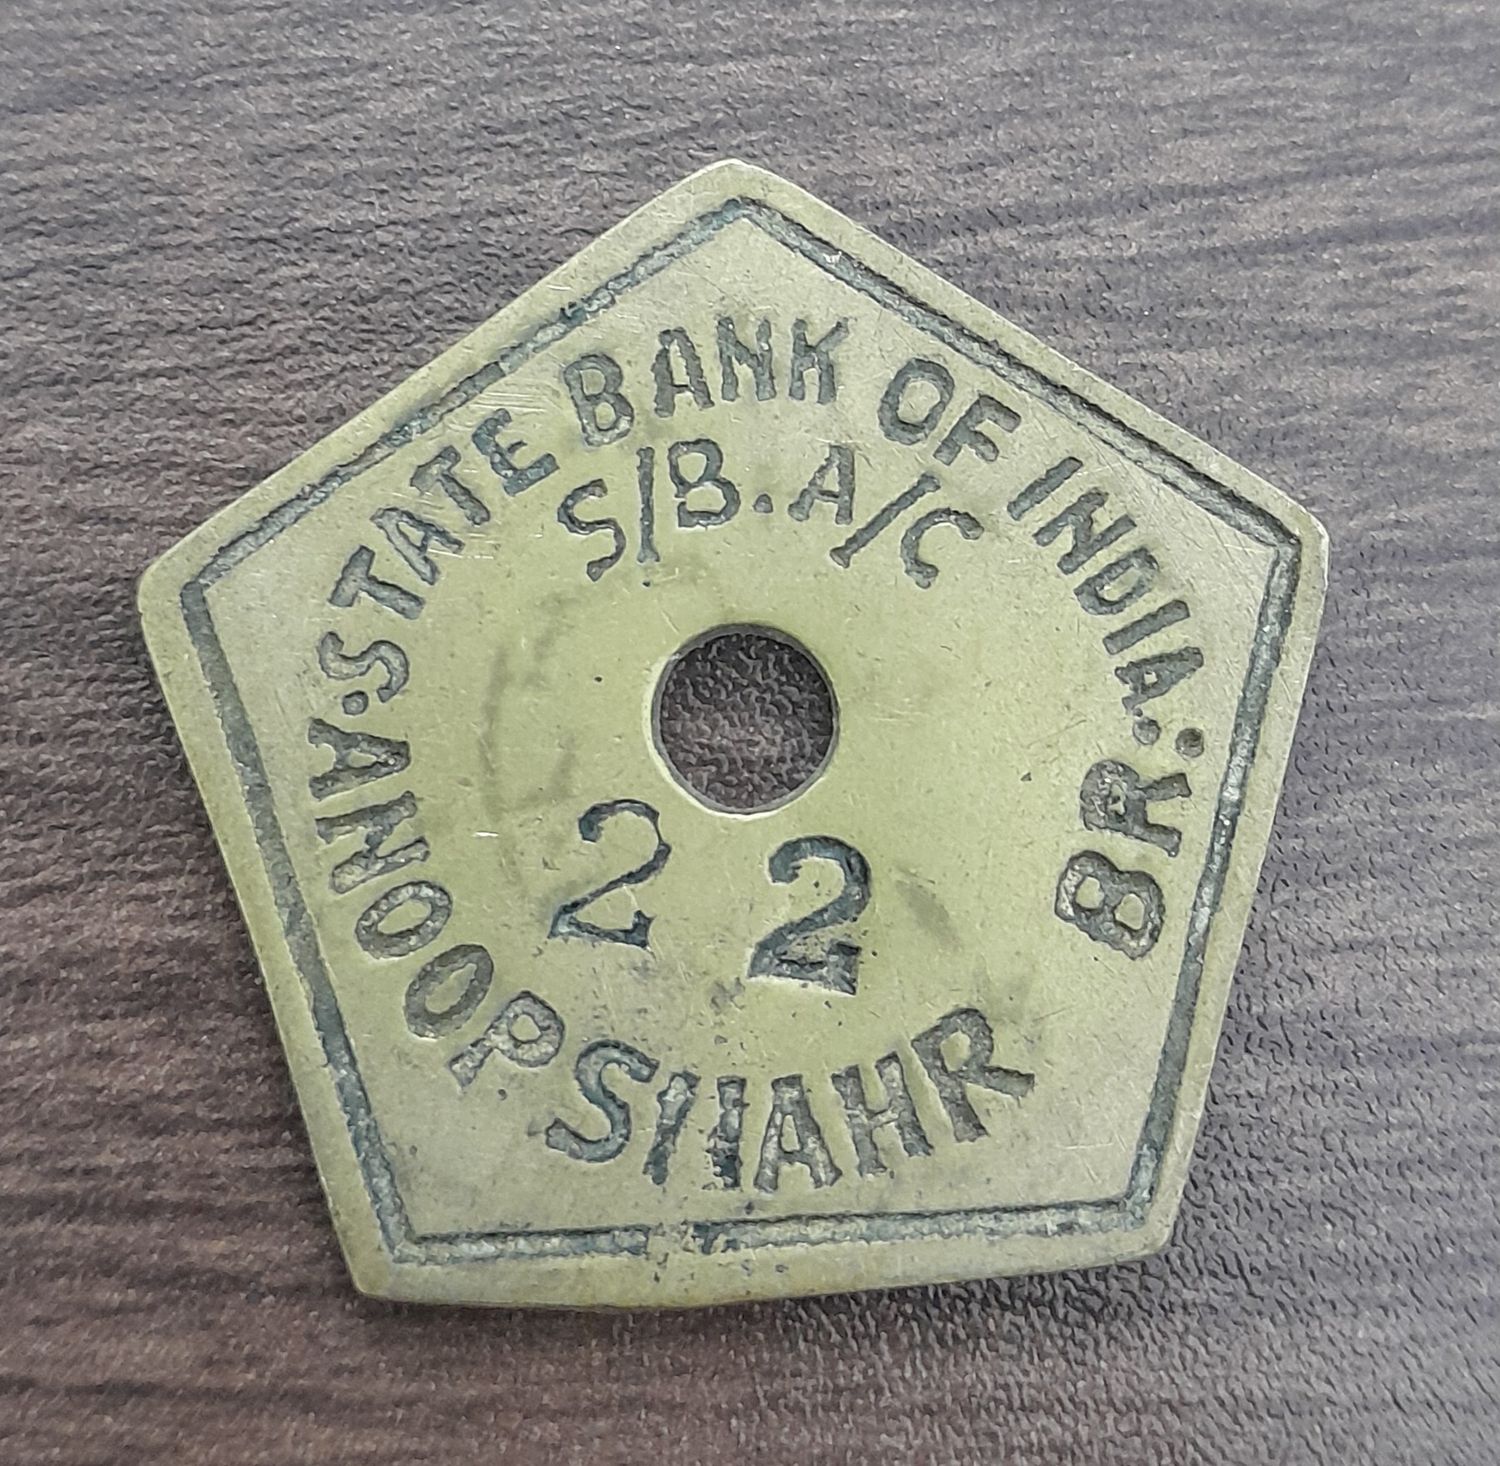 STATE BANK OF INDIA
S/B. A/C
22
ANOOPSHAHR BR.